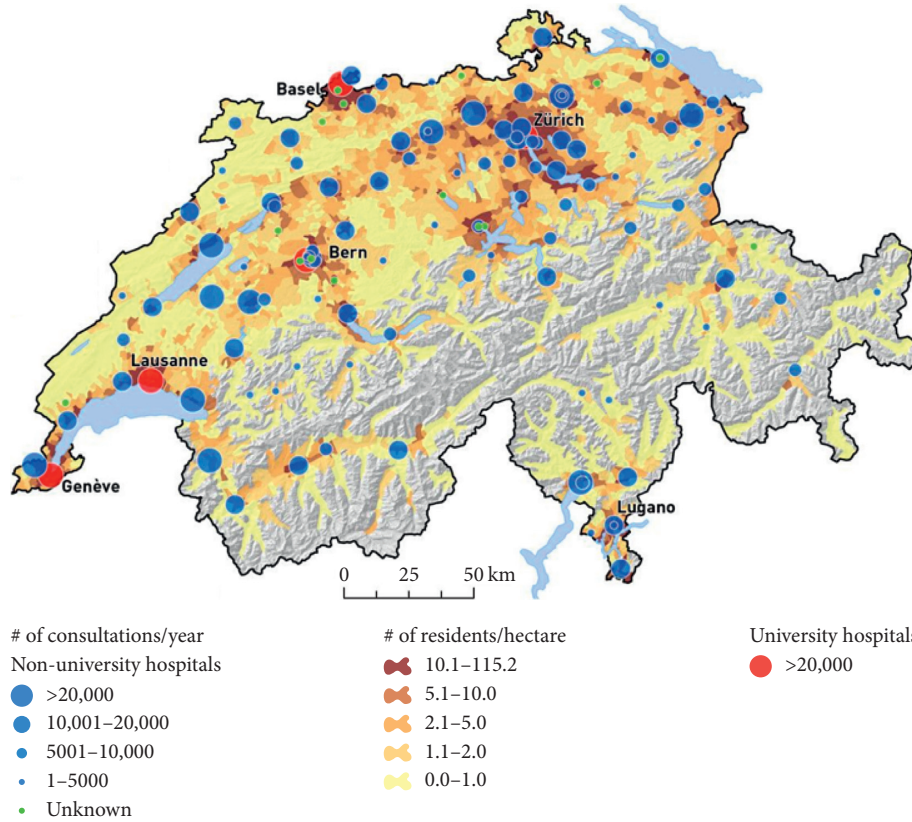 Basel
Zürich
Bern
Lausanne
Genève
Lugano
0 25 50 km
# of consultations/year
Non-university hospitals
>20,000
10,001–20,000
5001–10,000
1–5000
Unknown
# of residents/hectare
10.1–115.2
5.1–10.0
2.1–5.0
1.1–2.0
0.0–1.0
University hospitals
>20,000